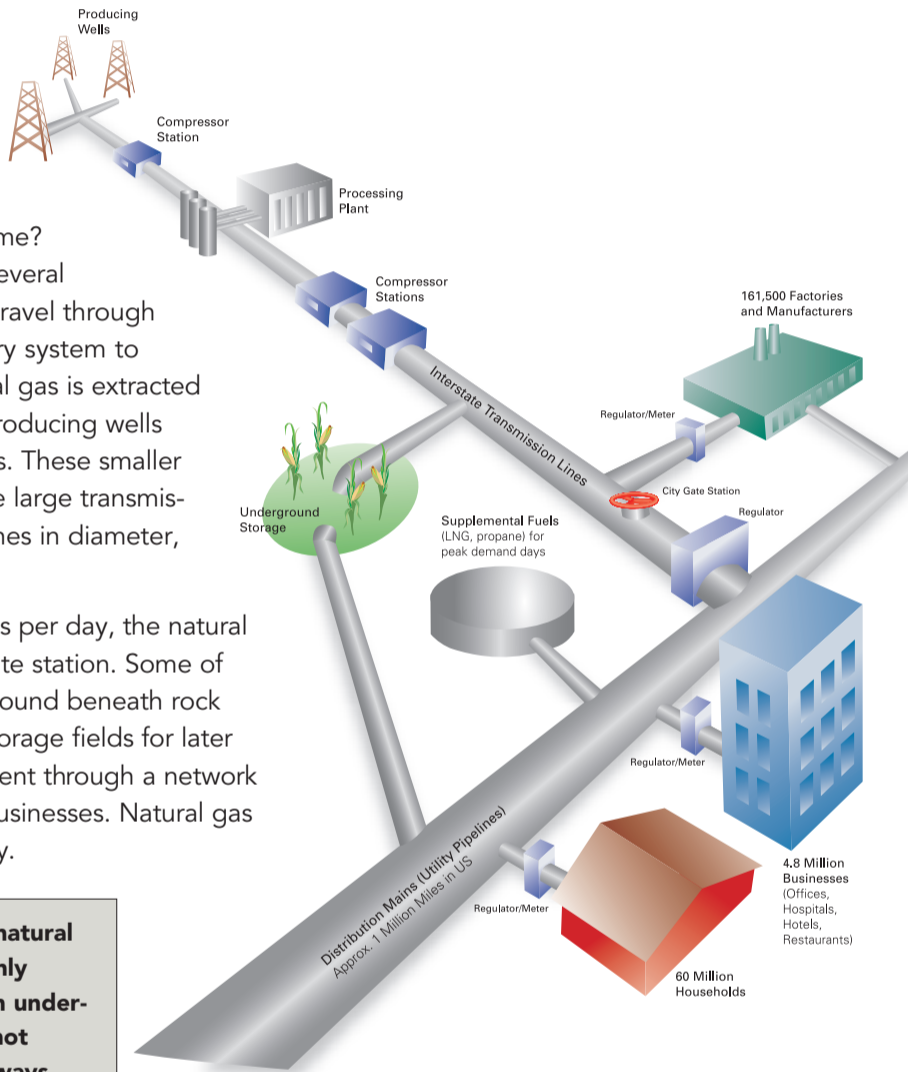 Producing
Wells
Compressor
Station
Processing
Plant
Compressor
Stations
161,500 Factories
and Manufacturers
Regulator/Meter
Interstate Transmission Lines
City Gate Station
Regulator
Underground
Storage
Supplemental Fuels
(LNG, propane) for
peak demand days
Regulator/Meter
4.8 Million
Businesses
(Offices,
Hospitals,
Hotels,
Restaurants)
Distribution Mains (Utility Pipelines)
Approx. 1 Million Miles in US
Regulator/Meter
60 Million
Households
me?
everal
ravel through
ry system to
al gas is extracted
roducing wells
s. These smaller
e large transmis-
nes in diameter,
s per day, the natural
te station. Some of
ound beneath rock
orage fields for later
ent through a network
usinesses. Natural gas
y.
natural
nly
n under-
not
ways